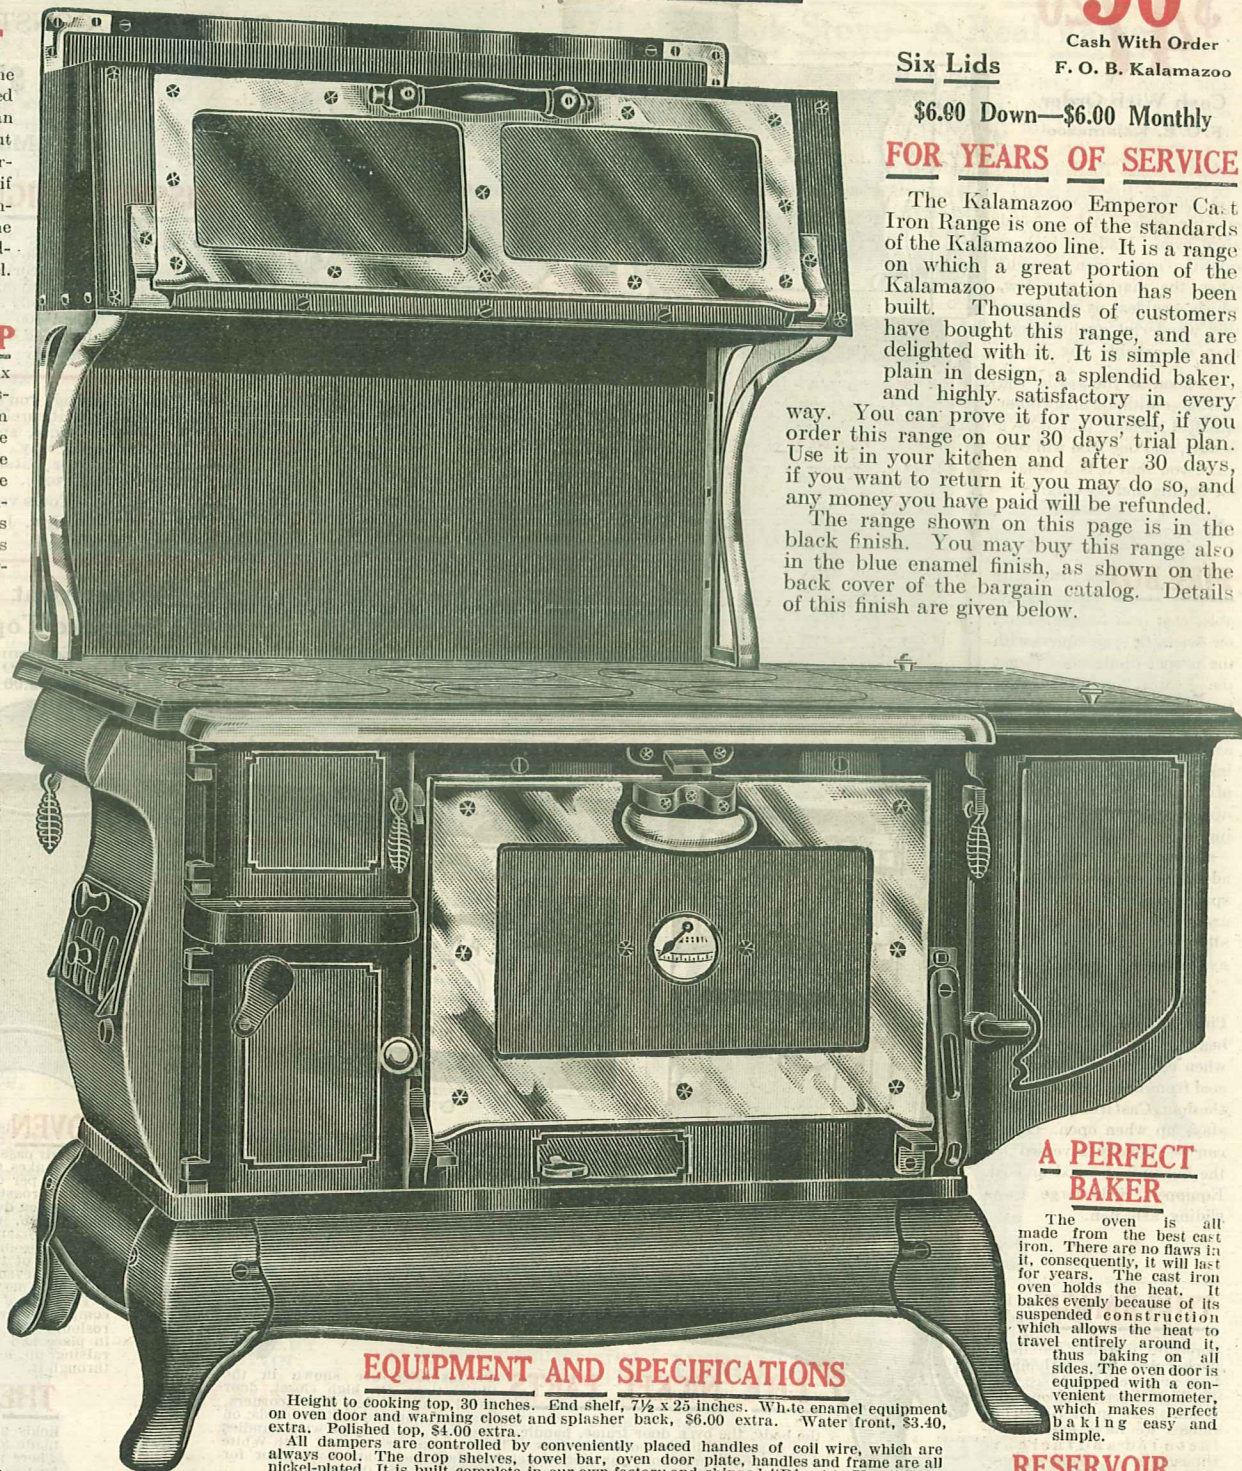 Cash With Order
F. O. B. Kalamazoo
Six Lids
$6.00 Down—$6.00 Monthly
FOR YEARS OF SERVICE
The Kalamazoo Emperor Cast
Iron Range is one of the standards
of the Kalamazoo line. It is a range
on which a great portion of the
Kalamazoo reputation has been
built. Thousands of customers
have bought this range, and are
delighted with it. It is simple and
plain in design, a splendid baker,
and highly satisfactory in every
way. You can prove it for yourself, if you
order this range on our 30 days' trial plan.
Use it in your kitchen and after 30 days,
if you want to return it you may do so, and
any money you have paid will be refunded.
The range shown on this page is in the
black finish. You may buy this range also
in the blue enamel finish, as shown on the
back cover of the bargain catalog. Details
of this finish are given below.
A PERFECT
BAKER
The oven is all
made from the best cast
iron. There are no flaws in
it, consequently, it will last
for years. The cast iron
oven holds the heat. It
bakes evenly because of its
suspended construction
which allows the heat to
travel entirely around it,
thus baking on all
sides. The oven door is
equipped with a con-
venient thermometer,
which makes perfect
baking easy and
simple.
RESERVOIR
EQUIPMENT AND SPECIFICATIONS
Height to cooking top, 30 inches. End shelf, 7½ x 25 inches. White enamel equipment
on oven door and warming closet and splasher back, $6.00 extra. Water front, $3.40,
extra. Polished top, $4.00 extra.
All dampers are controlled by conveniently placed handles of coil wire, which are
always cool. The drop shelves, towel bar, oven door plate, handles and frame are all
nickel-plated. It is built complete in our own factory and shipped